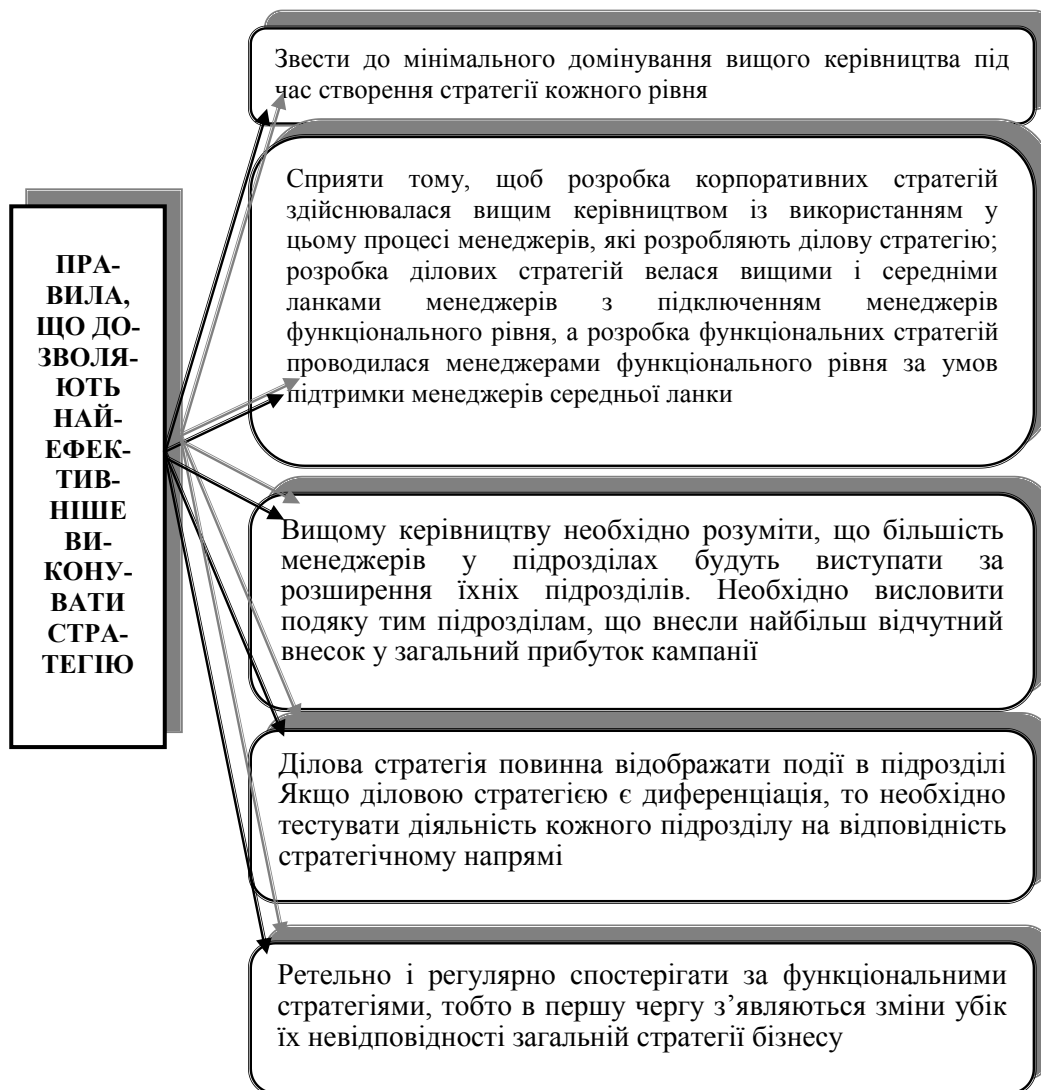 Звести до мінімального домінування вищого керівництва під
час створення стратегії кожного рівня
Сприяти тому, щоб розробка корпоративних стратегій
здійснювалася вищим керівництвом із використанням у
цьому процесі менеджерів, які розробляють ділову стратегію;
розробка ділових стратегій велася вищими і середніми
ланками менеджерів з підключенням менеджерів
функціонального рівня, а розробка функціональних стратегій
проводилася менеджерами функціонального рівня за умов
підтримки менеджерів середньої ланки
ПРА-
ВИЛА,
ЩО ДО-
ЗВОЛЯ-
ЮТЬ
НАЙ-
ЕФЕК-
ТИВ-
НІШЕ
ВИ-
КОНУ-
ВАТИ
СТРА-
ТЕГІЮ
Вищому керівництву необхідно розуміти, що більшість
менеджерів у підрозділах будуть виступати за
розширення їхніх підрозділів. Необхідно висловити
подяку тим підрозділам, що внесли найбільш відчутний
внесок у загальний прибуток кампанії
Ділова стратегія повинна відображати події в підрозділі
Якщо діловою стратегією є диференціація, то необхідно
тестувати діяльність кожного підрозділу на відповідність
стратегічному напрямі
Ретельно і регулярно спостерігати за функціональними
стратегіями, тобто в першу чергу з’являються зміни убік
їх невідповідності загальній стратегії бізнесу